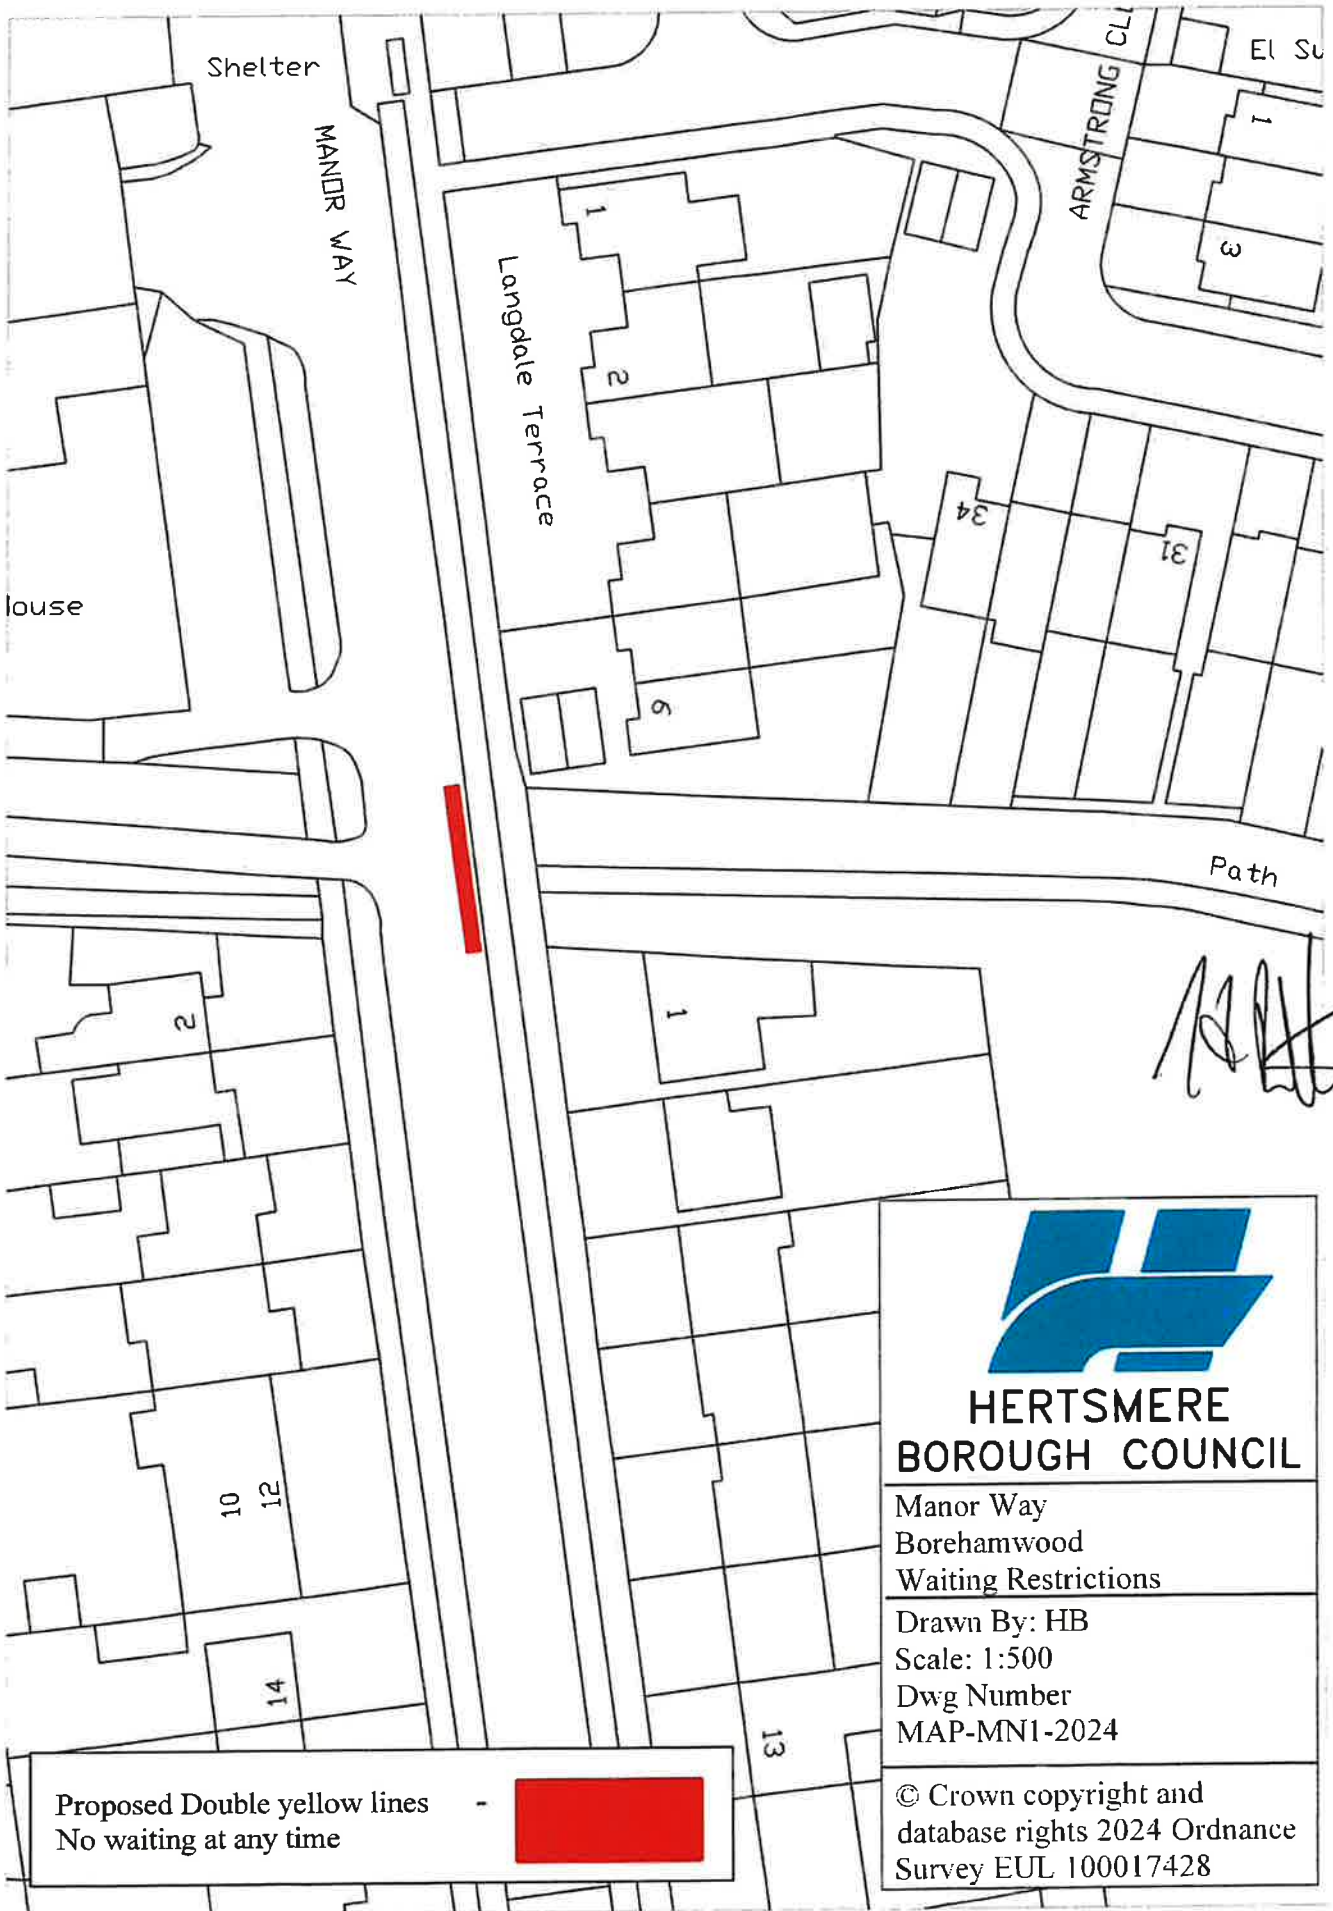 Shelter
MANOR WAY
ARMSTRONG
El Su
1
3
1
Langdale Terrace
2
34
31
louse
6
Path
2
1
10
12
14
13
HERTSMERE
BOROUGH COUNCIL
Manor Way
Borehamwood
Waiting Restrictions
Drawn By: HB
Scale: 1:500
Dwg Number
MAP-MN1-2024
© Crown copyright and
database rights 2024 Ordnance
Survey EUL 100017428
Proposed Double yellow lines -
No waiting at any time